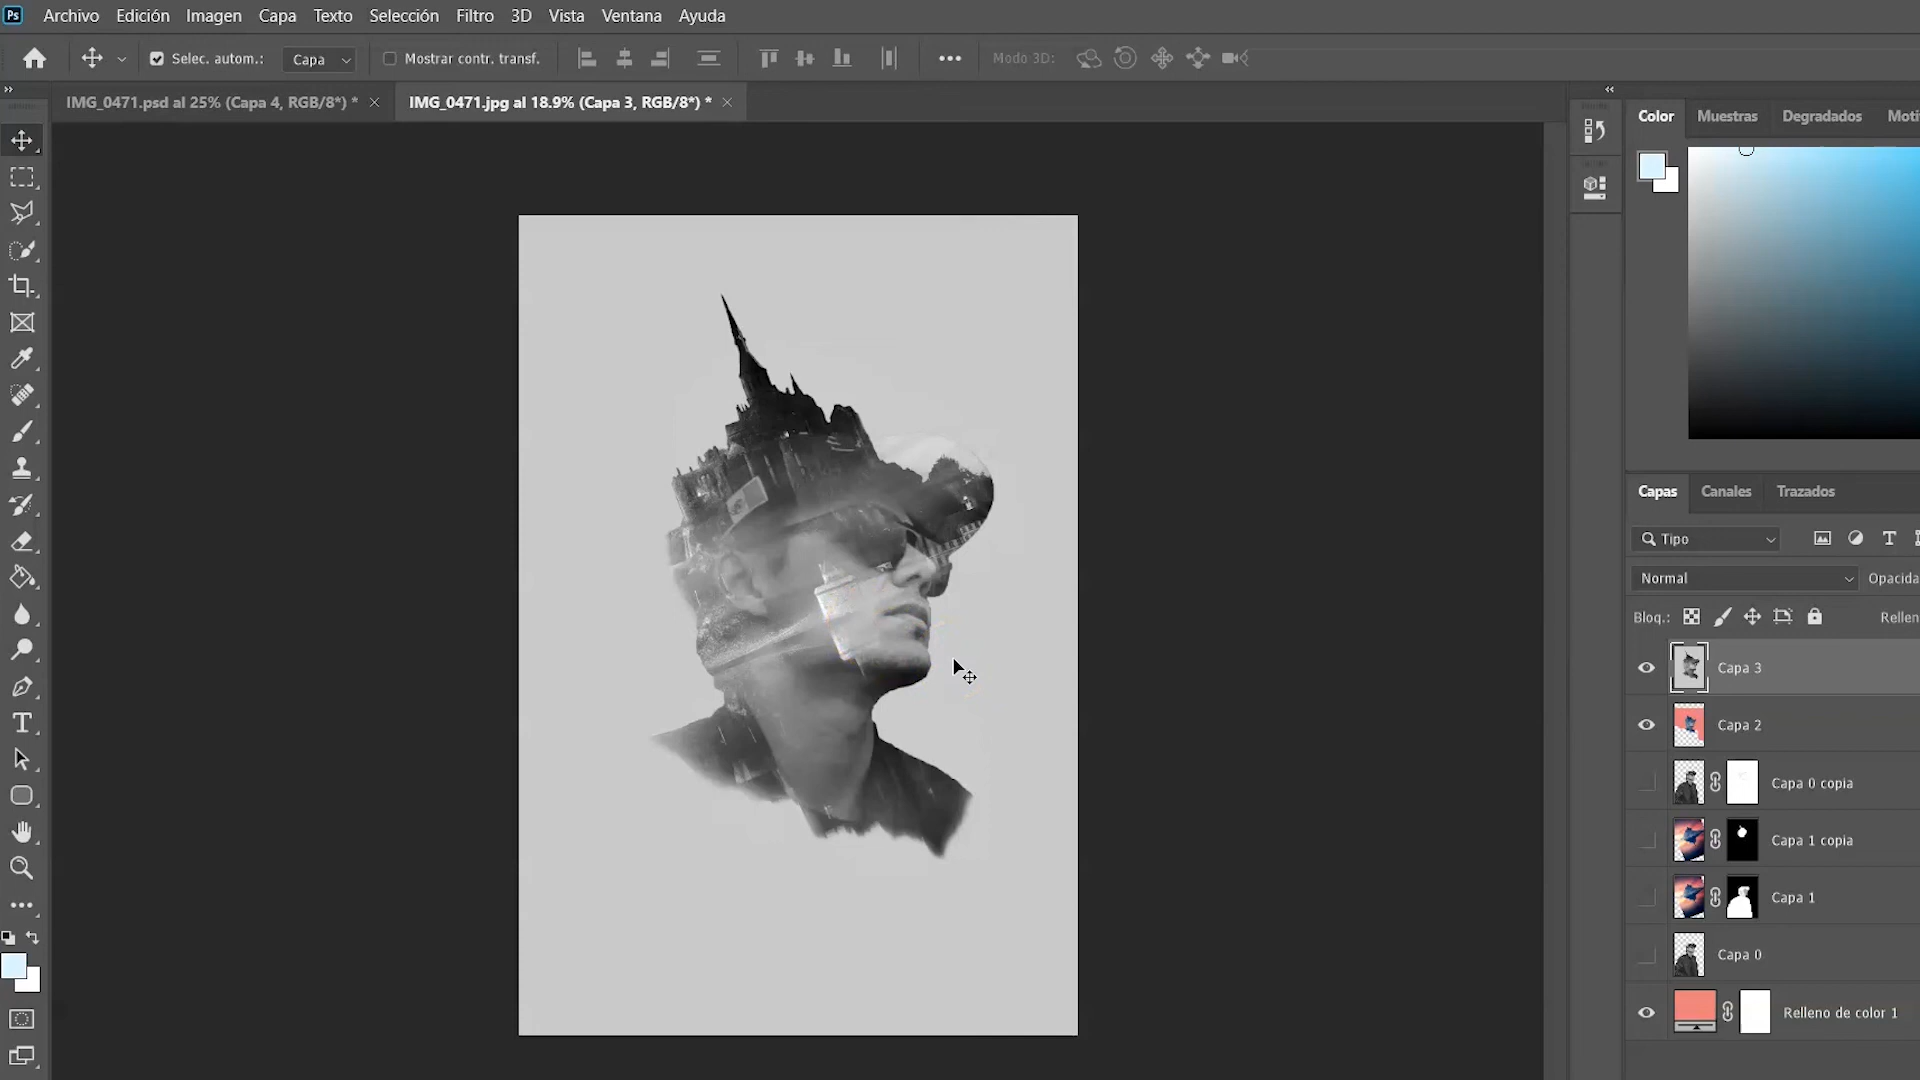 Ps Archivo Edición Imagen Capa Texto Selección Filtro 3D Vista Ventana Ayuda
Selec. autom.: Capa Mostrar contr. transf. Modo 3D:
IMG_0471.psd al 25% (Capa 4, RGB/8*) * IMG_0471.jpg al 18.9% (Capa 3, RGB/8*) *
Color Muestras Degradados Moti
Capas Canales Trazados
Tipo
Normal Opacida
Bloq.: Rellen
Capa 3
Capa 2
Capa 0 copia
Capa 1 copia
Capa 1
Capa 0
Relleno de color 1